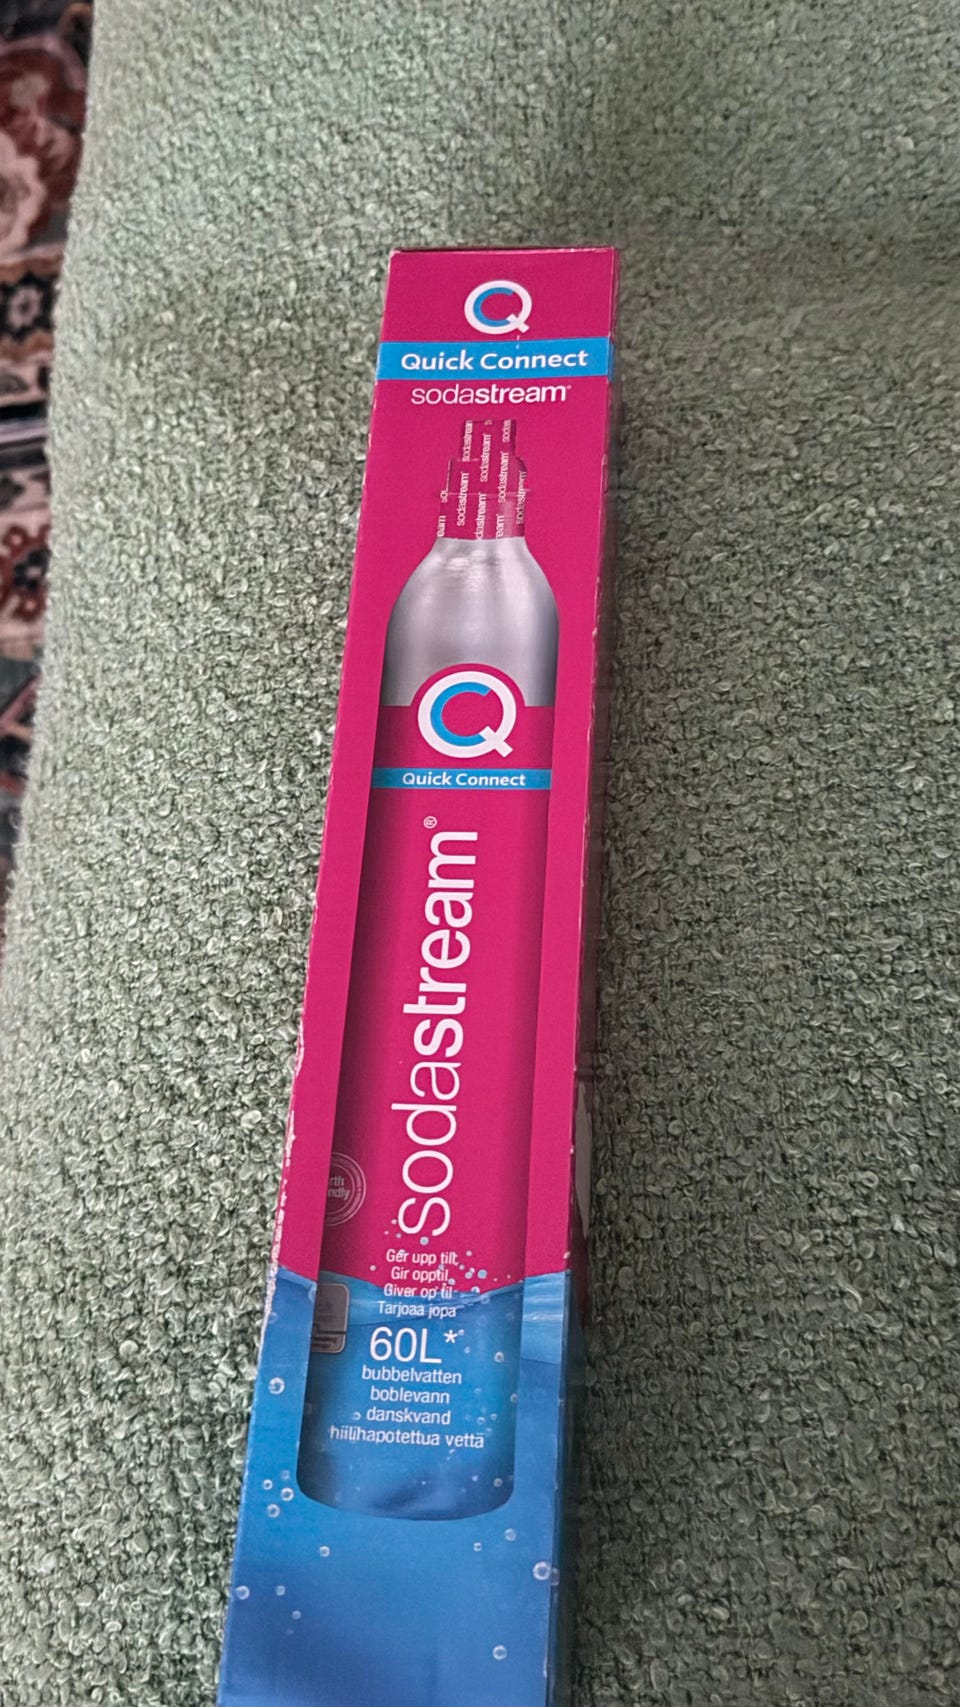 Quick Connect
sodastream
Quick Connect
sodastream®
Ger upp till
Gir opptil
Giver op til
Tarjoaa jopa
60L*
bubbelvatten
boblevann
danskvand
hiilihapotettua vettä